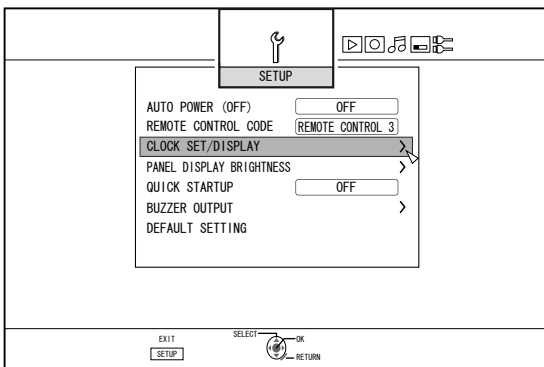 SETUP
AUTO POWER (OFF) OFF
REMOTE CONTROL CODE REMOTE CONTROL 3
CLOCK SET/DISPLAY
PANEL DISPLAY BRIGHTNESS
QUICK STARTUP OFF
BUZZER OUTPUT
DEFAULT SETTING
EXIT SELECT OK
SETUP RETURN